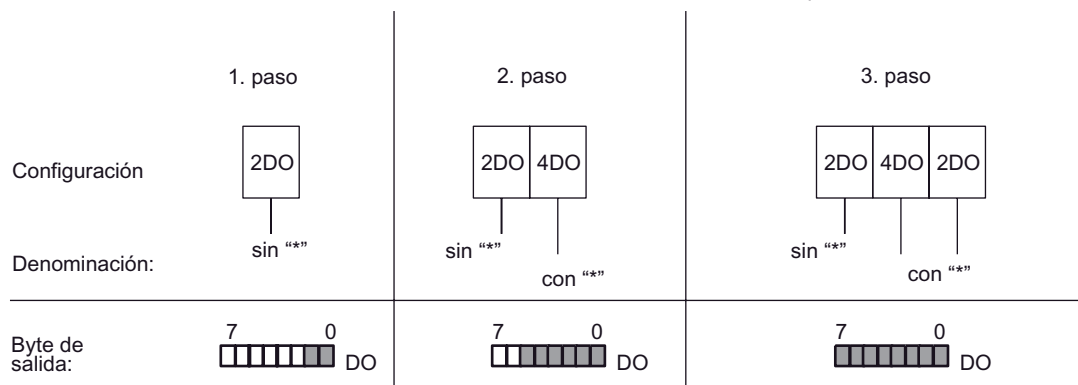 1. paso
2. paso
3. paso
Configuración
2DO
2DO 4DO
2DO 4DO 2DO
Denominación:
sin “*”
sin “*”
con “*”
sin “*”
con “*”
Byte de
salida:
7 0
DO
7 0
DO
7 0
DO